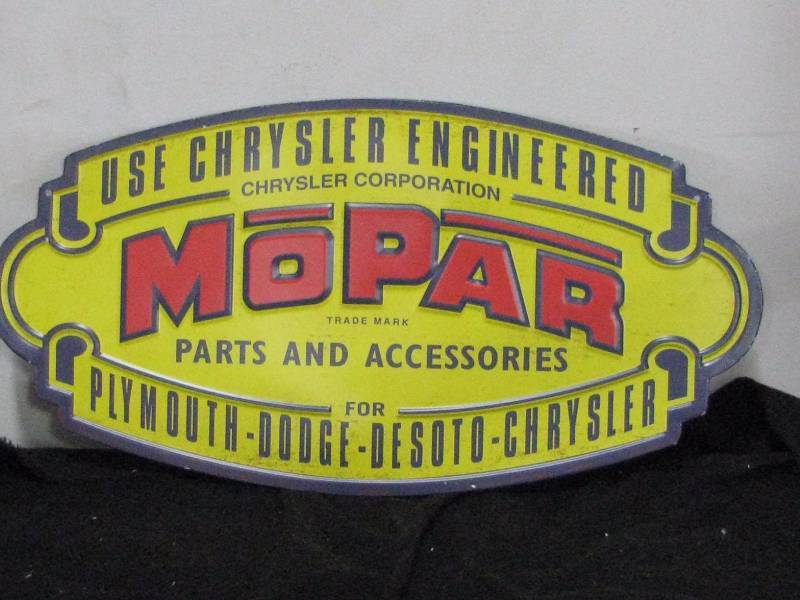 USE CHRYSLER ENGINEERED
CHRYSLER CORPORATION
MOPAR
TRADE MARK
PARTS AND ACCESSORIES
FOR
PLYMOUTH-DODGE-DESOTO-CHRYSLER